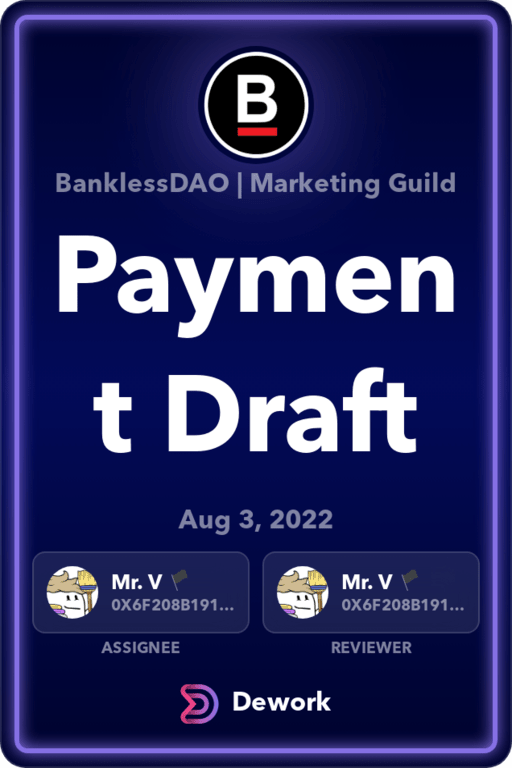 B
BanklessDAO | Marketing Guild
Paymen
t Draft
Aug 3, 2022
Mr. V 🏴 Mr. V 🏴
0X6F208B191... 0X6F208B191...
ASSIGNEE REVIEWER
Dework